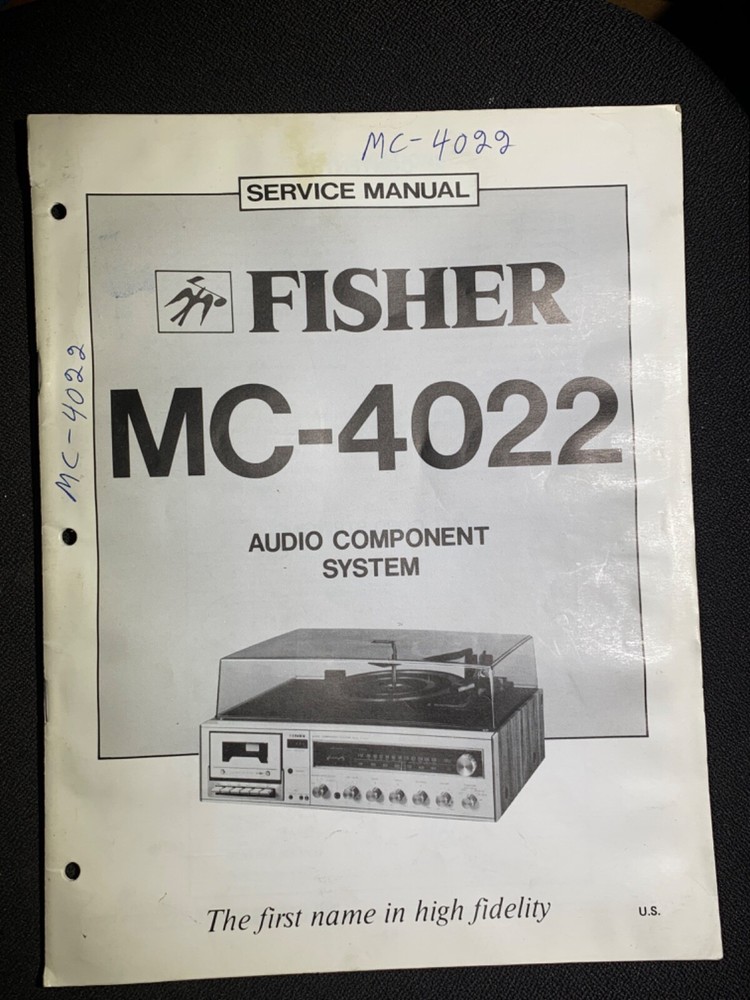 MC-4022
SERVICE MANUAL
FISHER
MC-4022
MC-4022
AUDIO COMPONENT
SYSTEM
The first name in high fidelity
U.S.